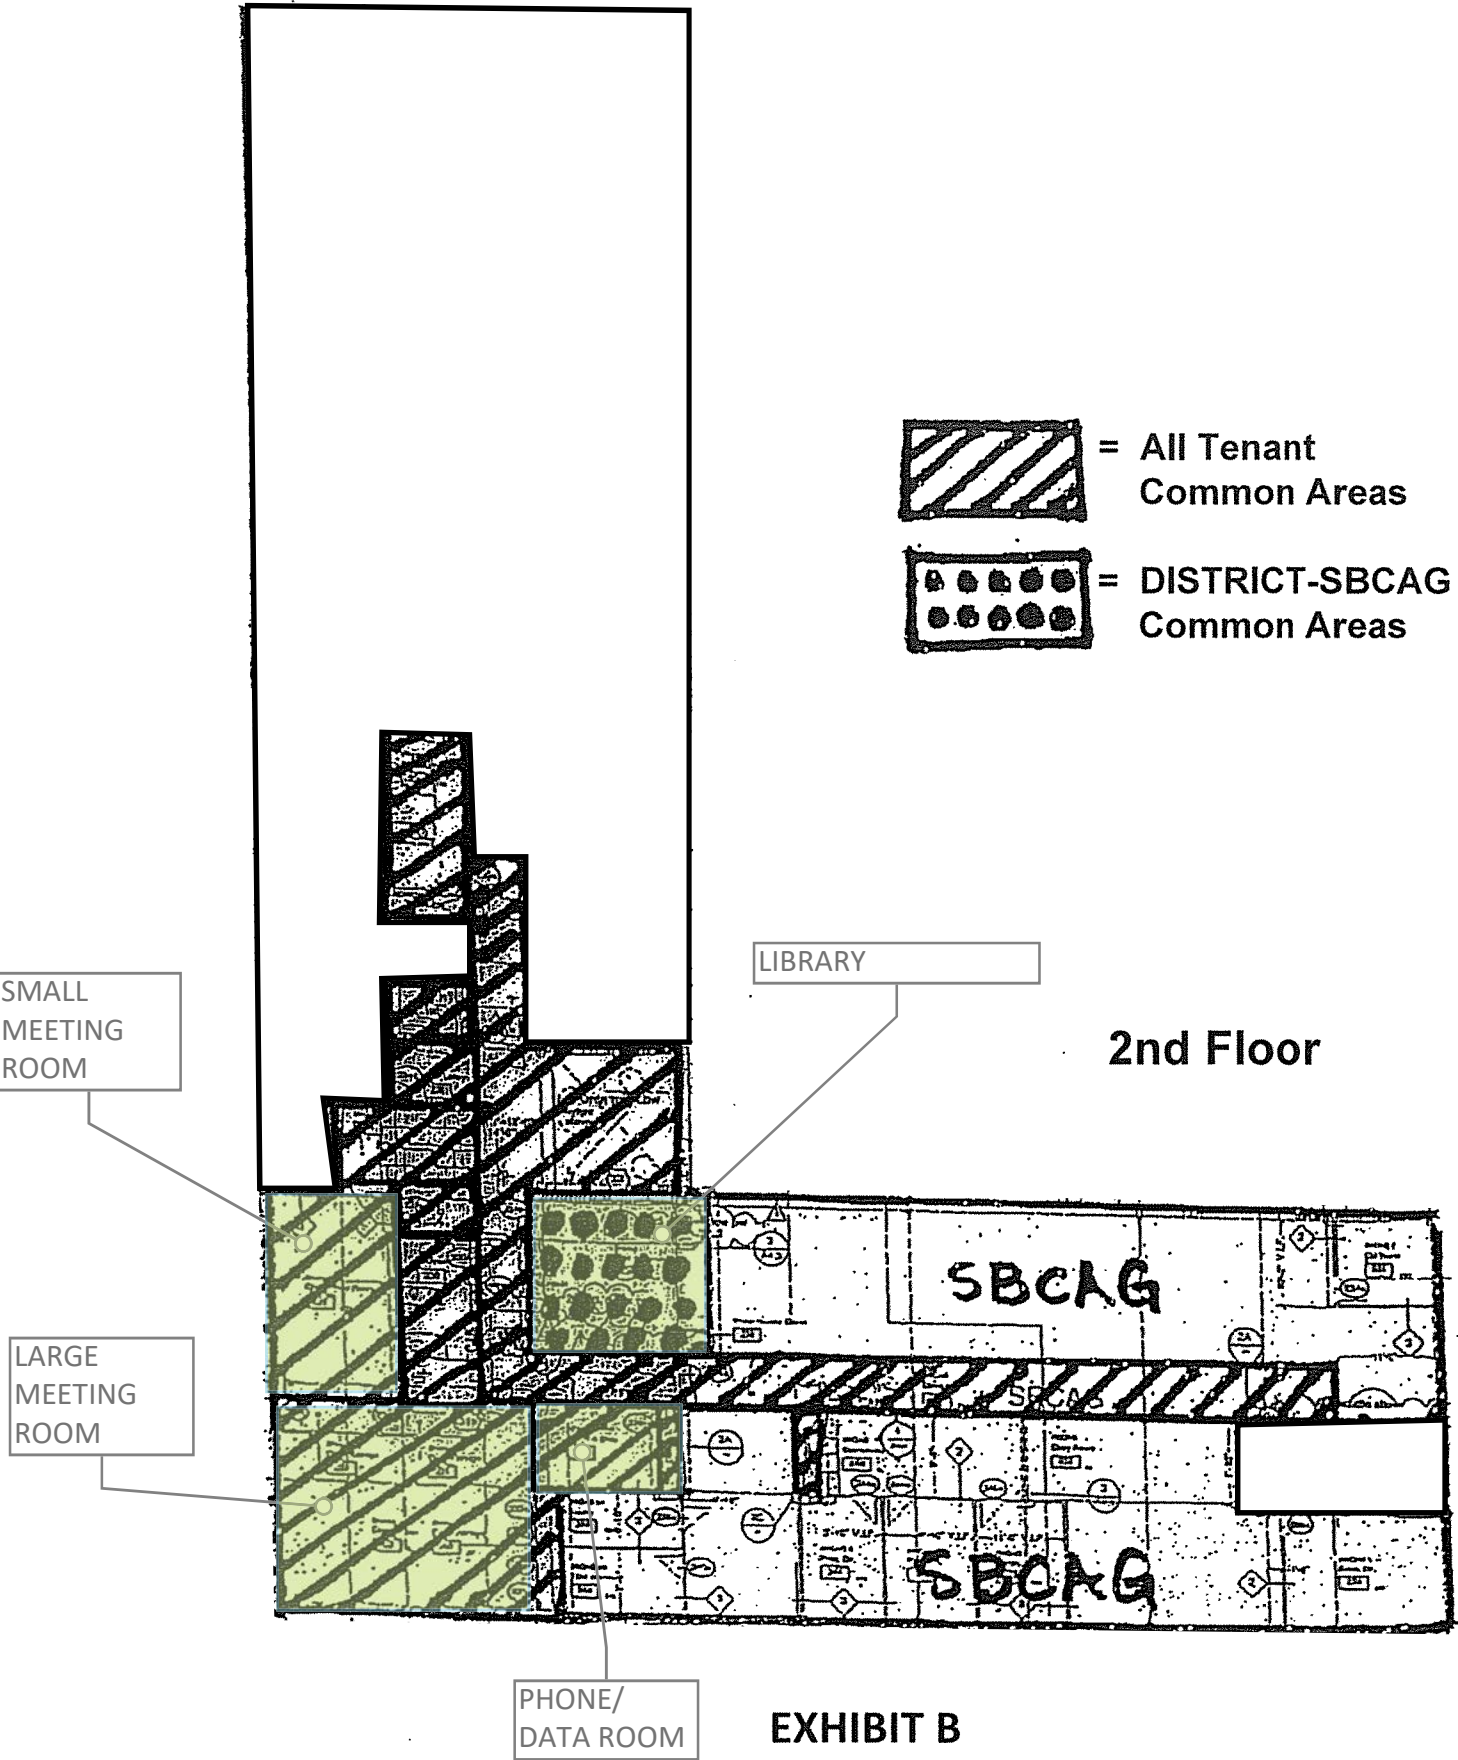 = All Tenant
Common Areas
= DISTRICT-SBCAG
Common Areas
LIBRARY
SMALL
MEETING
ROOM
2nd Floor
SBCAG
LARGE
MEETING
ROOM
SBCAG
SBCAG
PHONE/
DATA ROOM
EXHIBIT B